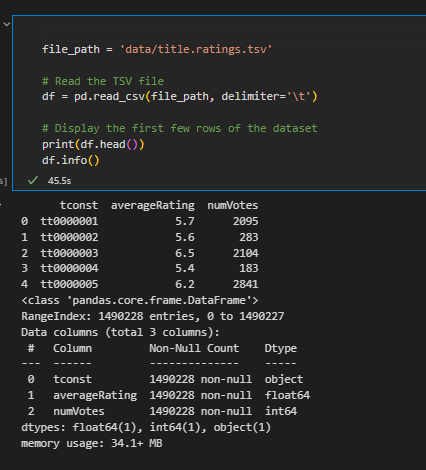 file_path = 'data/title.ratings.tsv'
# Read the TSV file
df = pd.read_csv(file_path, delimiter='\t')
# Display the first few rows of the dataset
print(df.head())
df.info()
45.5s
tconst averageRating numVotes
0 tt0000001 5.7 2095
1 tt0000002 5.6 283
2 tt0000003 6.5 2104
3 tt0000004 5.4 183
4 tt0000005 6.2 2841
<class 'pandas.core.frame.DataFrame'>
RangeIndex: 1490228 entries, 0 to 1490227
Data columns (total 3 columns):
# Column Non-Null Count Dtype
--- ------ -------------- -----
0 tconst 1490228 non-null object
1 averageRating 1490228 non-null float64
2 numVotes 1490228 non-null int64
dtypes: float64(1), int64(1), object(1)
memory usage: 34.1+ MB